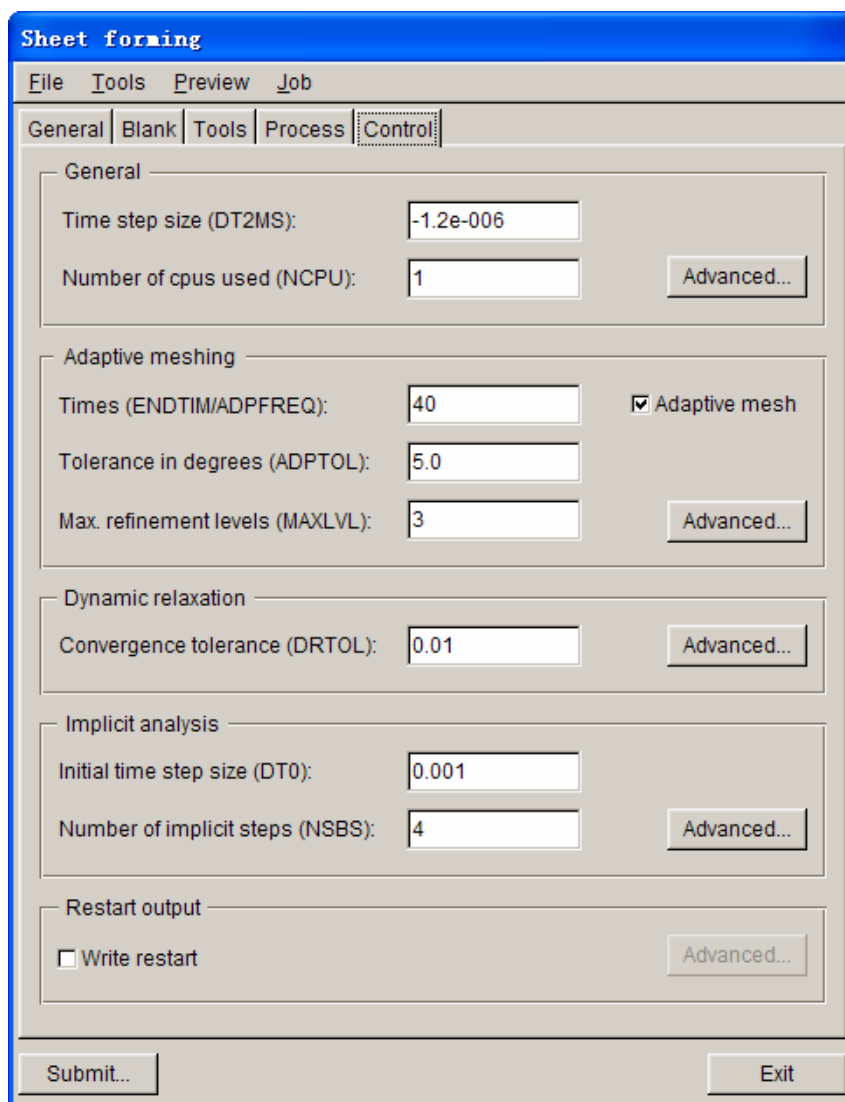 Sheet forming
File Tools Preview Job
General Blank Tools Process Control
General
Time step size (DT2MS): -1.2e-006
Number of cpus used (NCPU): 1 Advanced...
Adaptive meshing
Times (ENDTIM/ADPFREQ): 40 Adaptive mesh
Tolerance in degrees (ADPTOL): 5.0
Max. refinement levels (MAXLVL): 3 Advanced...
Dynamic relaxation
Convergence tolerance (DRTOL): 0.01 Advanced...
Implicit analysis
Initial time step size (DT0): 0.001
Number of implicit steps (NSBS): 4 Advanced...
Restart output
Write restart Advanced...
Submit... Exit